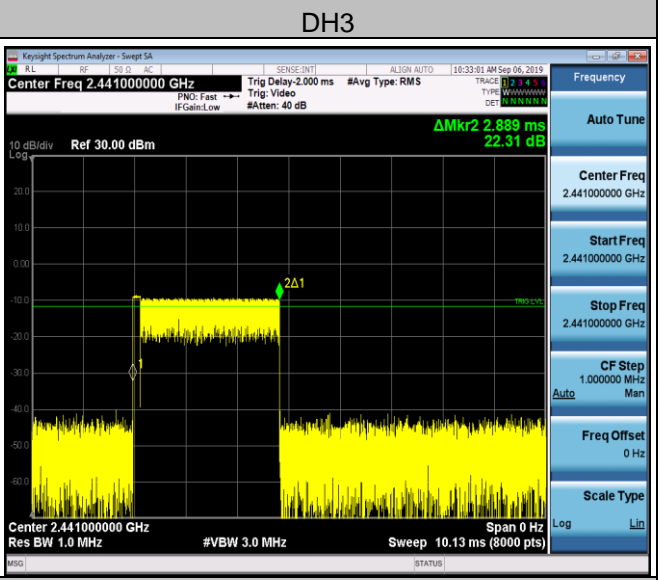 DH3
Keysight Spectrum Analyzer - Swept SA
RL RF 50 Ω AC SENSE:INT ALIGN AUTO 10:33:01 AM Sep 06, 2019
Center Freq 2.441000000 GHz
PNO: Fast
IFGain:Low
Trig Delay-2.000 ms
Trig: Video
#Atten: 40 dB
#Avg Type: RMS
TRACE 1 2 3 4 5 6
TYPE WWWWWW
DET NNNNNN
ΔMkr2 2.889 ms
22.31 dB
10 dB/div
Log
Ref 30.00 dBm
20.0
10.0
0.00
-10.0
-20.0
-30.0
-40.0
-50.0
-60.0
2Δ1
TRIG LVL
1
Center 2.441000000 GHz
Span 0 Hz
Res BW 1.0 MHz
#VBW 3.0 MHz
Sweep 10.13 ms (8000 pts)
MSG
STATUS
Frequency
Auto Tune
Center Freq
2.441000000 GHz
Start Freq
2.441000000 GHz
Stop Freq
2.441000000 GHz
CF Step
1.000000 MHz
Auto Man
Freq Offset
0 Hz
Scale Type
Log Lin